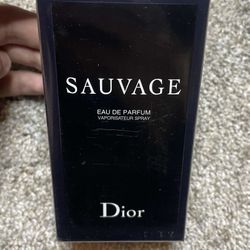 SAUVAGE
EAU DE PARFUM
VAPORISATEUR SPRAY
Dior